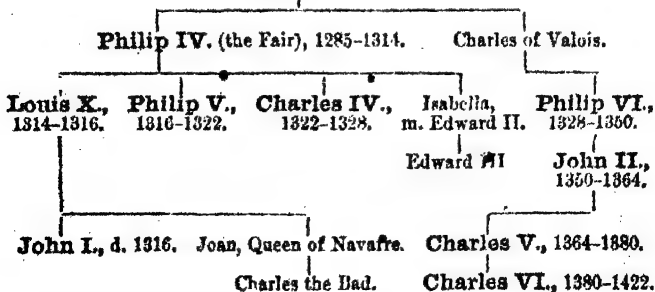 Philip IV. (the Fair), 1285-1314. Charles of Valois.
Louis X., Philip V., Charles IV., Isabella, Philip VI.,
1314-1316. 1316-1322. 1322-1328. m. Edward II. 1328-1350.
Edward III John II.,
1350-1364.
John I., d. 1316. Joan, Queen of Navarre. Charles V., 1364-1380.
Charles the Bad. Charles VI., 1380-1422.